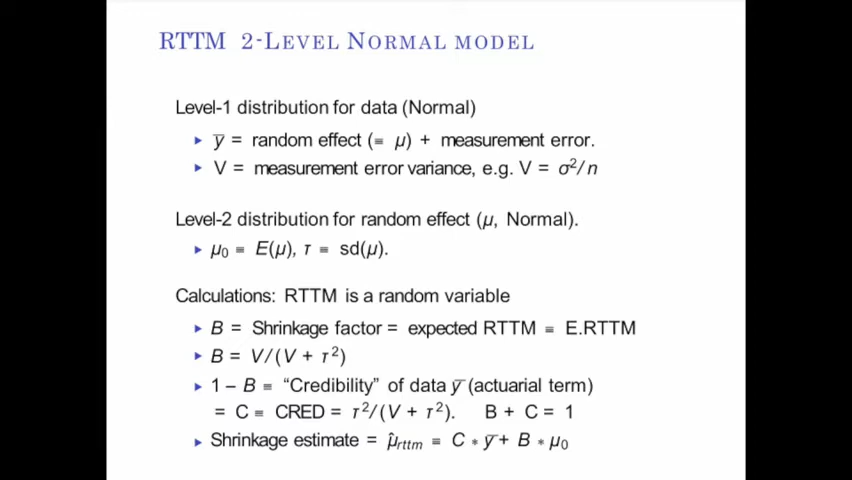 RTTM 2-LEVEL NORMAL MODEL
Level-1 distribution for data (Normal)
▸ y̅ = random effect (≡ μ) + measurement error.
▸ V = measurement error variance, e.g. V = σ²/n
Level-2 distribution for random effect (μ, Normal).
▸ μ₀ ≡ E(μ), τ ≡ sd(μ).
Calculations: RTTM is a random variable
▸ B = Shrinkage factor = expected RTTM ≡ E.RTTM
▸ B = V/(V + τ²)
▸ 1 – B ≡ “Credibility” of data y̅ (actuarial term)
= C ≡ CRED = τ²/(V + τ²). B + C = 1
▸ Shrinkage estimate = μ̂rttm ≡ C * y̅ + B * μ₀